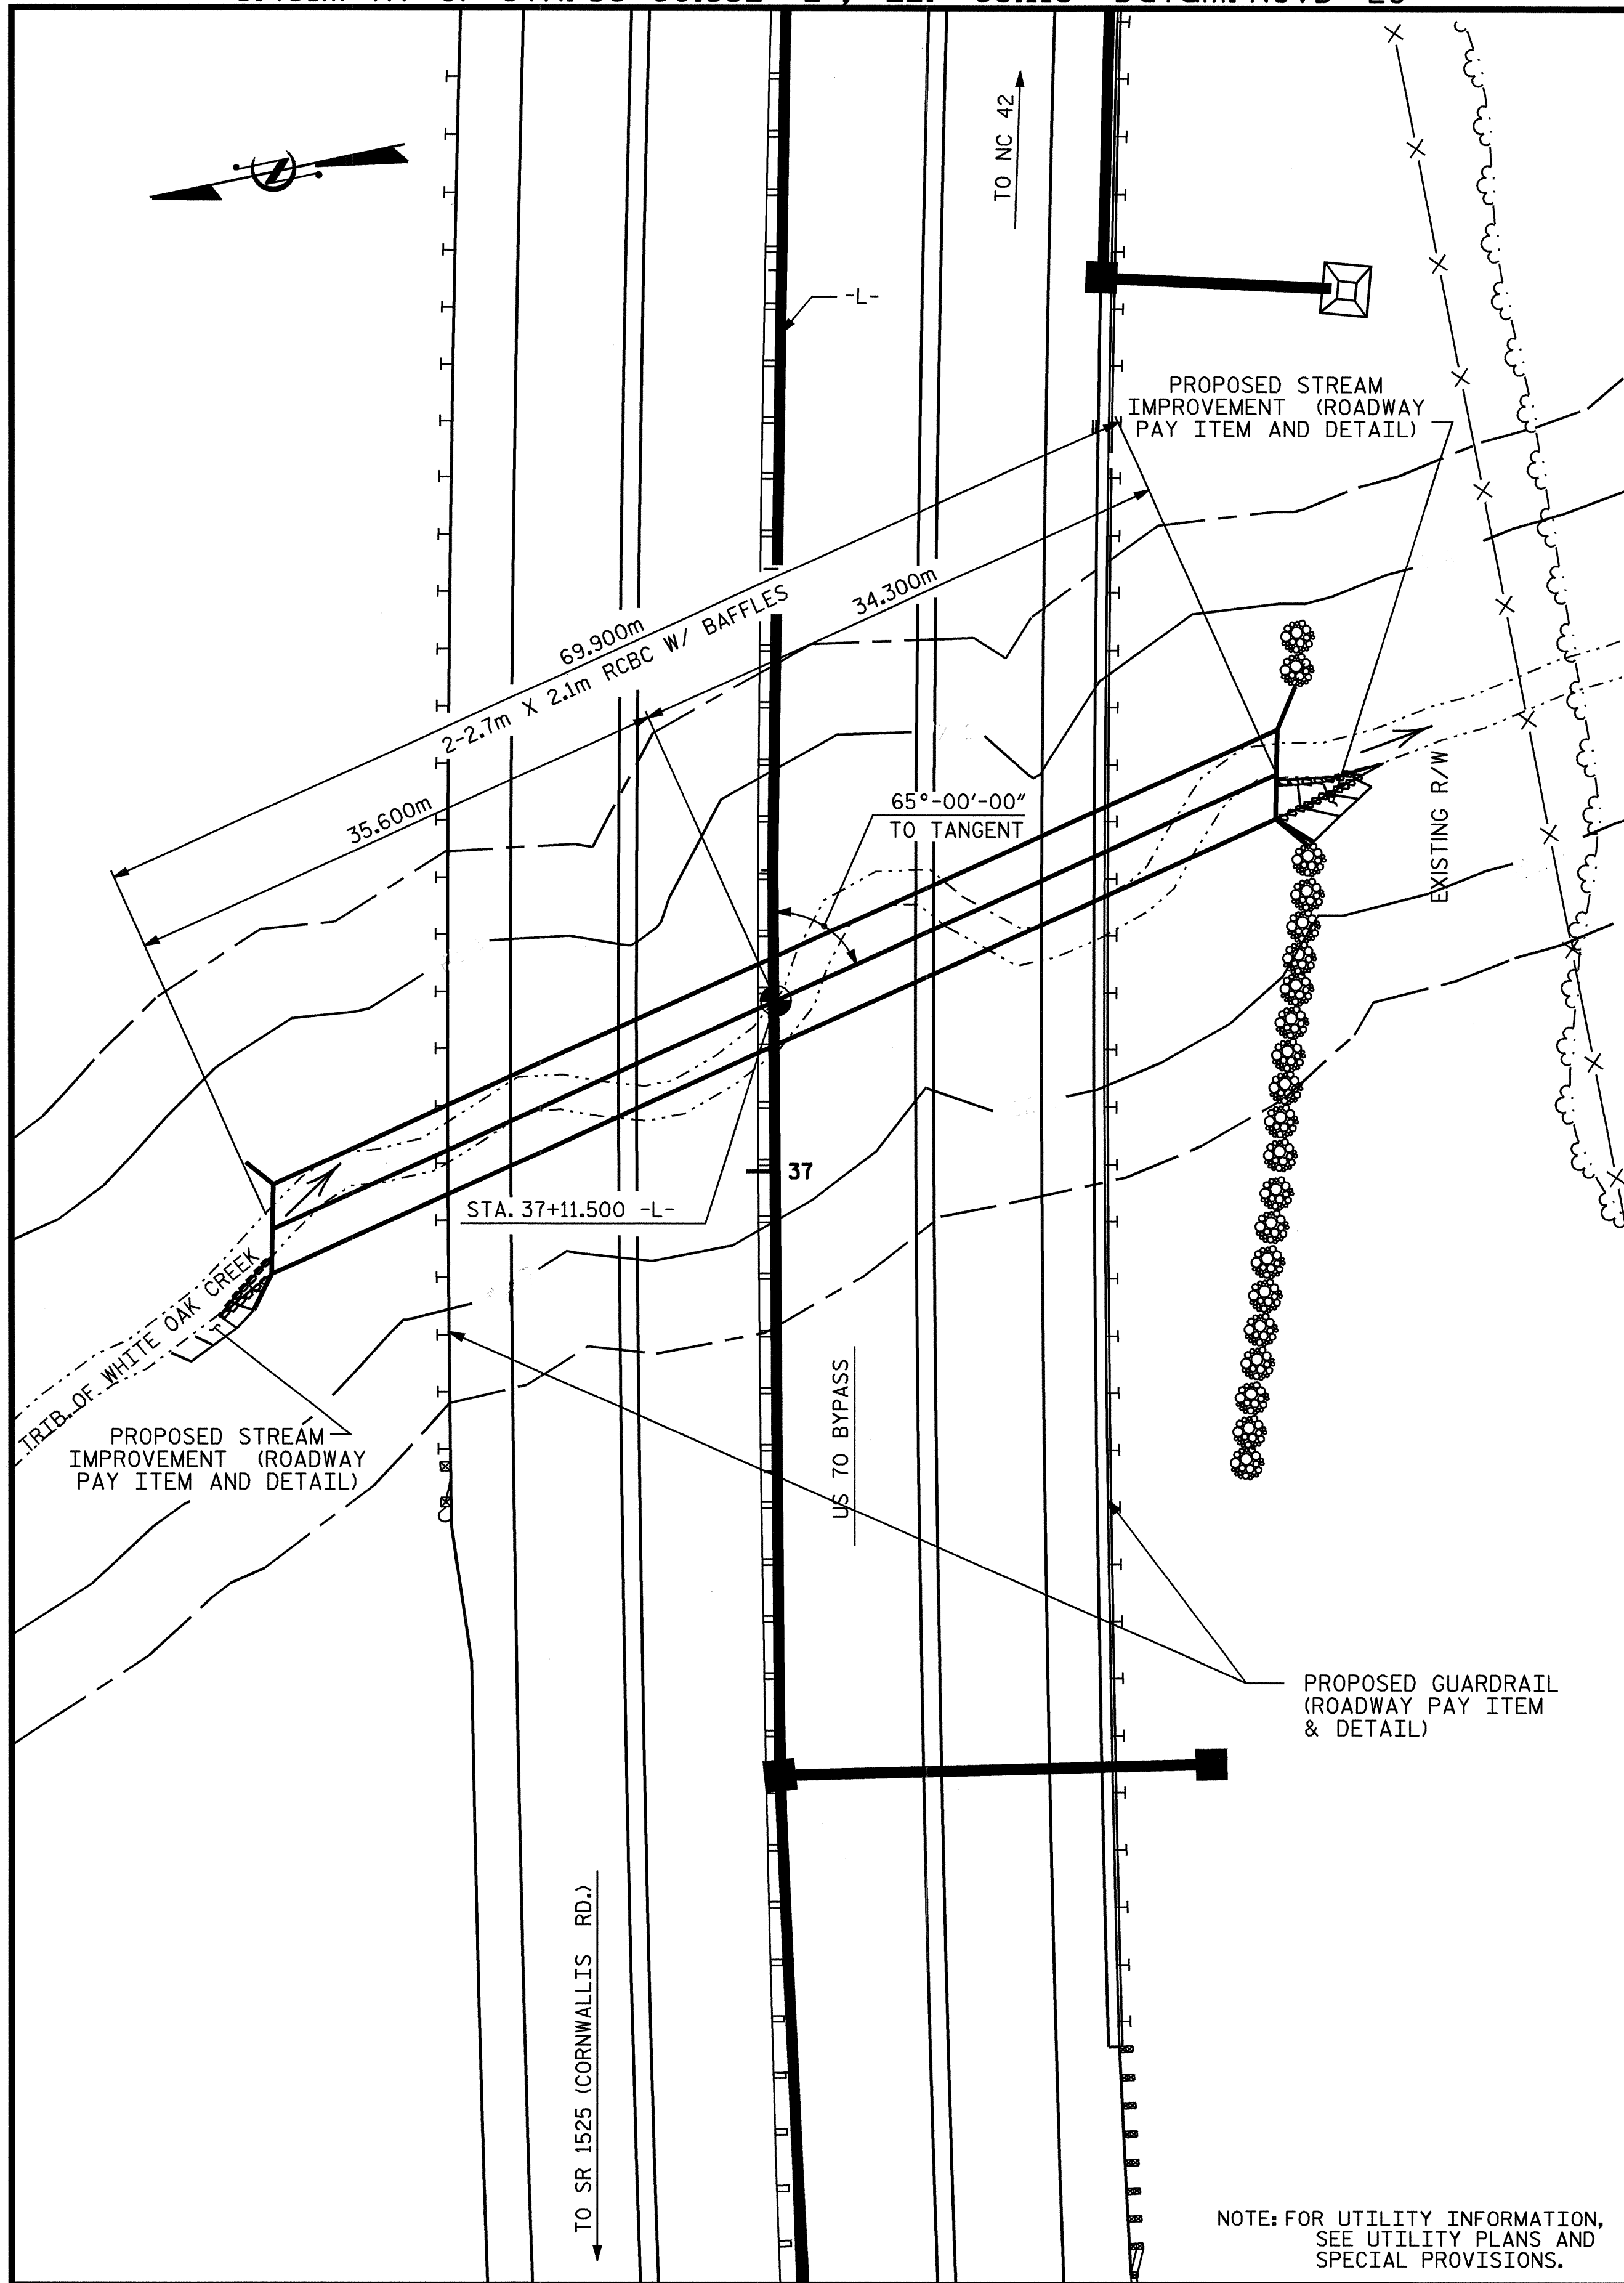 TO NC 42
-L-
PROPOSED STREAM
IMPROVEMENT (ROADWAY
PAY ITEM AND DETAIL)
69.900m
2-2.7m X 2.1m RCBC W/ BAFFLES
34.300m
35.600m
65°-00'-00"
TO TANGENT
EXISTING R/W
37
STA. 37+11.500 -L-
TRIB. OF WHITE OAK CREEK
PROPOSED STREAM
IMPROVEMENT (ROADWAY
PAY ITEM AND DETAIL)
US 70 BYPASS
PROPOSED GUARDRAIL
(ROADWAY PAY ITEM
& DETAIL)
TO SR 1525 (CORNWALLIS RD.)
NOTE: FOR UTILITY INFORMATION,
SEE UTILITY PLANS AND
SPECIAL PROVISIONS.